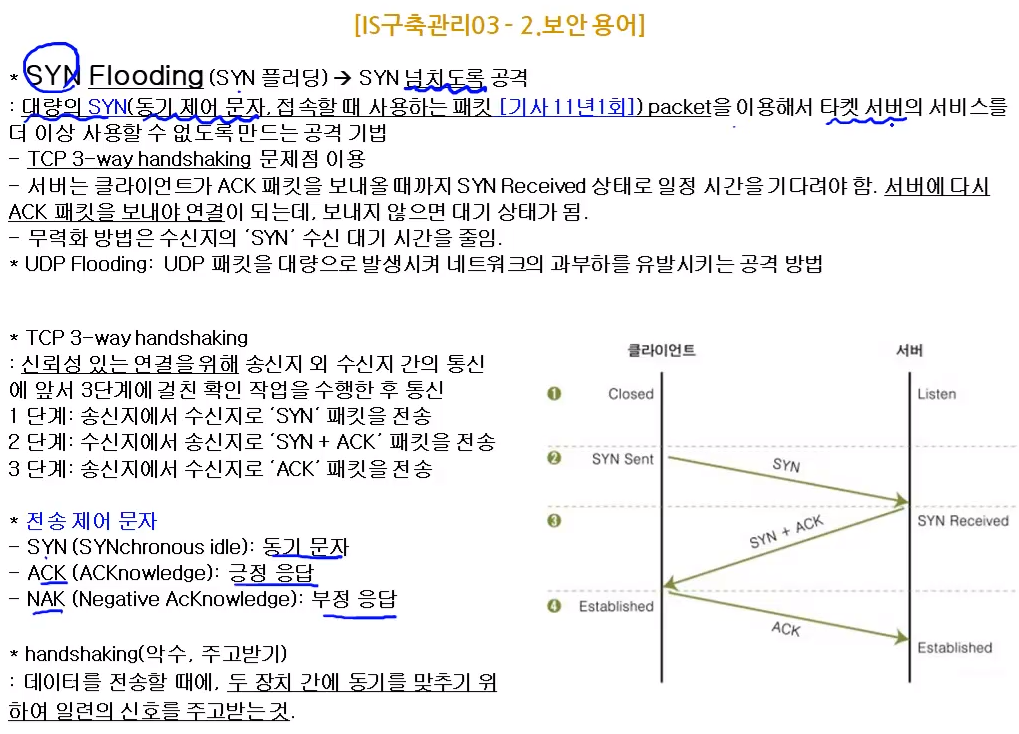 [IS구축관리03 - 2.보안 용어]
* SYN Flooding (SYN 플러딩) → SYN 넘치도록 공격
: 대량의 SYN(동기 제어 문자, 접속할 때 사용하는 패킷 [기사 11년1회]) packet을 이용해서 타켓 서버의 서비스를
더 이상 사용할 수 없도록 만드는 공격 기법
- TCP 3-way handshaking 문제점 이용
- 서버는 클라이언트가 ACK 패킷을 보내올 때까지 SYN Received 상태로 일정 시간을 기다려야 함. 서버에 다시
ACK 패킷을 보내야 연결이 되는데, 보내지 않으면 대기 상태가 됨.
- 무력화 방법은 수신지의 ‘SYN’ 수신 대기 시간을 줄임.
* UDP Flooding: UDP 패킷을 대량으로 발생시켜 네트워크의 과부하를 유발시키는 공격 방법
* TCP 3-way handshaking
: 신뢰성 있는 연결을 위해 송신지 외 수신지 간의 통신
에 앞서 3단계에 걸친 확인 작업을 수행한 후 통신
1 단계: 송신지에서 수신지로 ‘SYN’ 패킷을 전송
2 단계: 수신지에서 송신지로 ‘SYN + ACK’ 패킷을 전송
3 단계: 송신지에서 수신지로 ‘ACK’ 패킷을 전송
* 전송 제어 문자
- SYN (SYNchronous idle): 동기 문자
- ACK (ACKnowledge): 긍정 응답
- NAK (Negative AcKnowledge): 부정 응답
* handshaking(악수, 주고받기)
: 데이터를 전송할 때에, 두 장치 간에 동기를 맞추기 위
하여 일련의 신호를 주고받는 것.
클라이언트 서버
❶ Closed Listen
❷ SYN Sent SYN
❸ SYN + ACK SYN Received
❹ Established ACK
Established